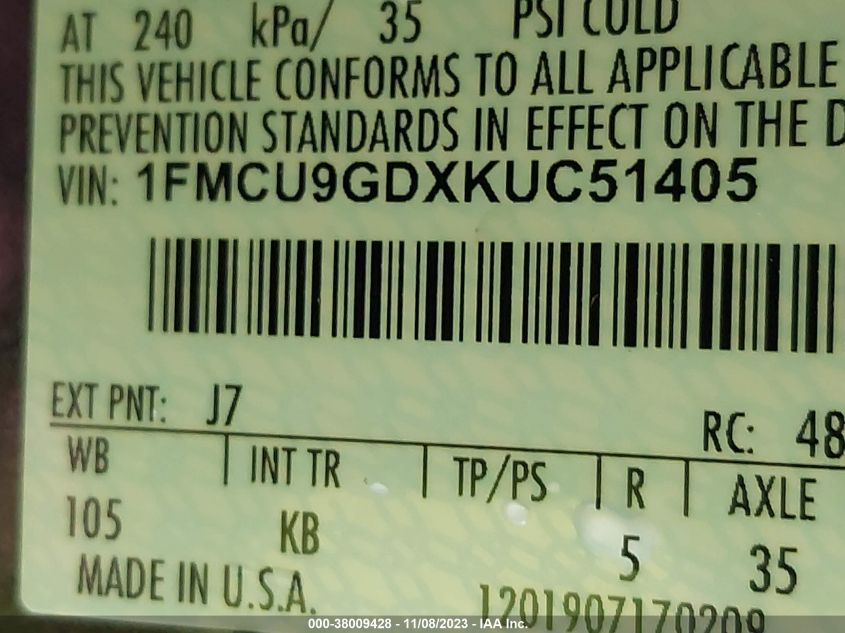 AT 240 kPa/ 35 PSI COLD
THIS VEHICLE CONFORMS TO ALL APPLICABLE
PREVENTION STANDARDS IN EFFECT ON THE D
VIN: 1FMCU9GDXKUC51405
EXT PNT: J7
RC: 48
WB INT TR TP/PS R AXLE
105 KB 5 35
MADE IN U.S.A.
1201907170209
000-38009428 - 11/08/2023 - IAA Inc.